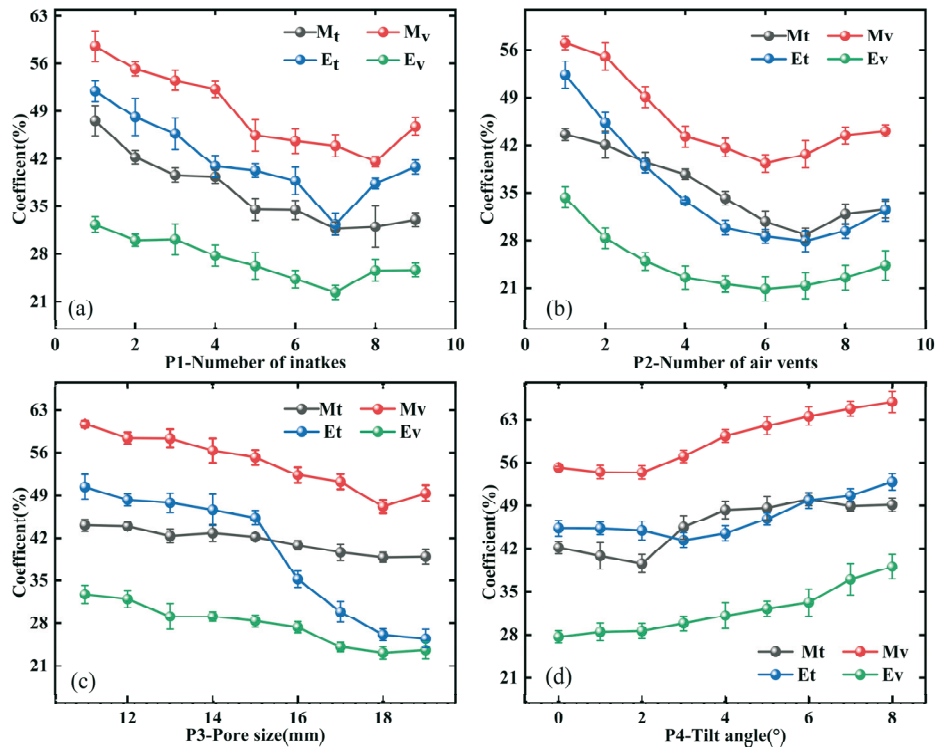 63
56
49
42
35
28
21
Coefficent(%)
Mt Mv
Et Ev
(a)
0 2 4 6 8 10
P1-Numeber of inatkes
56
49
42
35
28
21
Coeffcient(%)
Mt Mv
Et Ev
(b)
0 2 4 6 8 10
P2-Number of air vents
63
56
49
42
35
28
21
Coefficent(%)
Mt Mv
Et Ev
(c)
12 14 16 18
P3-Pore size(mm)
63
56
49
42
35
28
21
Coefficient(%)
Mt Mv
Et Ev
(d)
0 2 4 6 8
P4-Tilt angle(°)